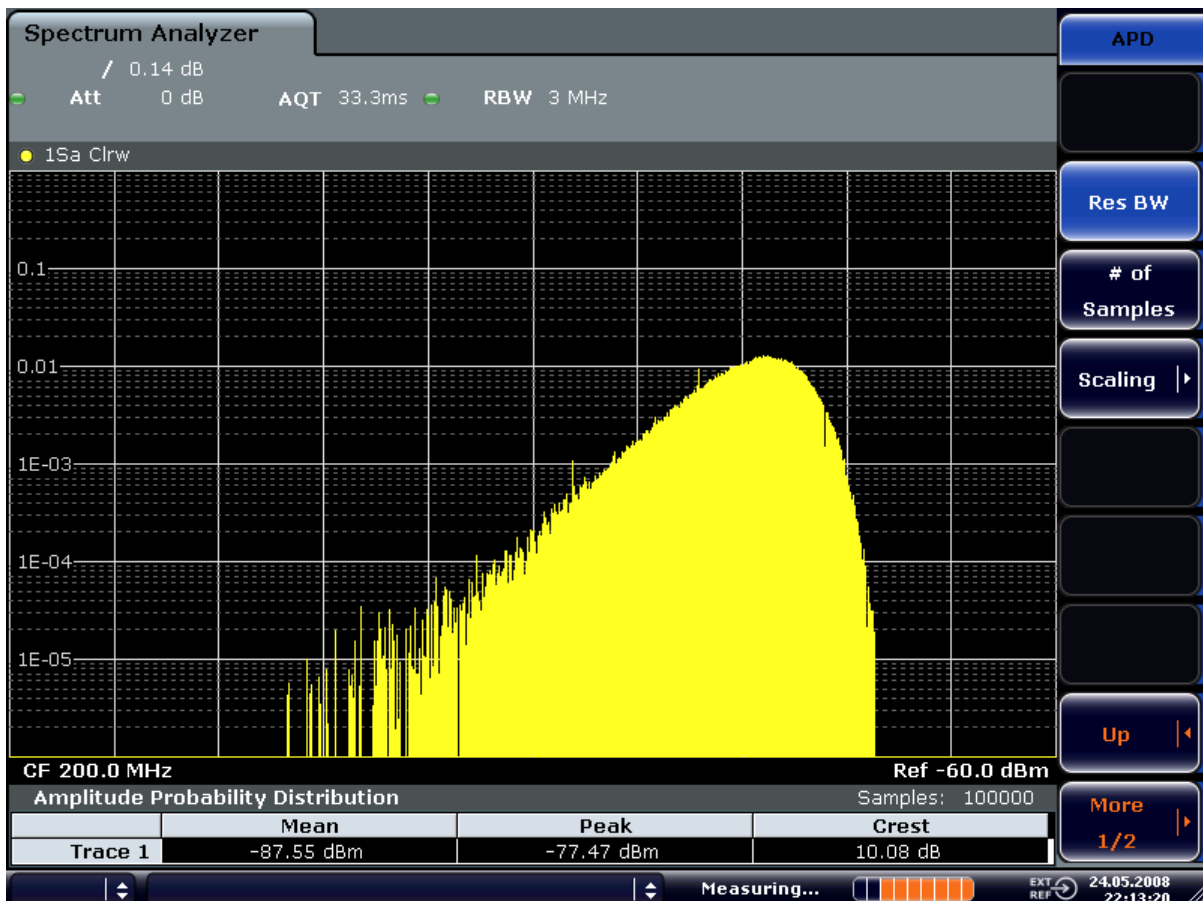 Spectrum Analyzer
/ 0.14 dB
Att 0 dB AQT 33.3ms RBW 3 MHz
1Sa Clrw
0.1
0.01
1E-03
1E-04
1E-05
CF 200.0 MHz Ref -60.0 dBm
Amplitude Probability Distribution Samples: 100000
Mean Peak Crest
Trace 1 -87.55 dBm -77.47 dBm 10.08 dB
Measuring... EXT REF 24.05.2008 22:13:20
APD
Res BW
# of
Samples
Scaling
Up
More
1/2